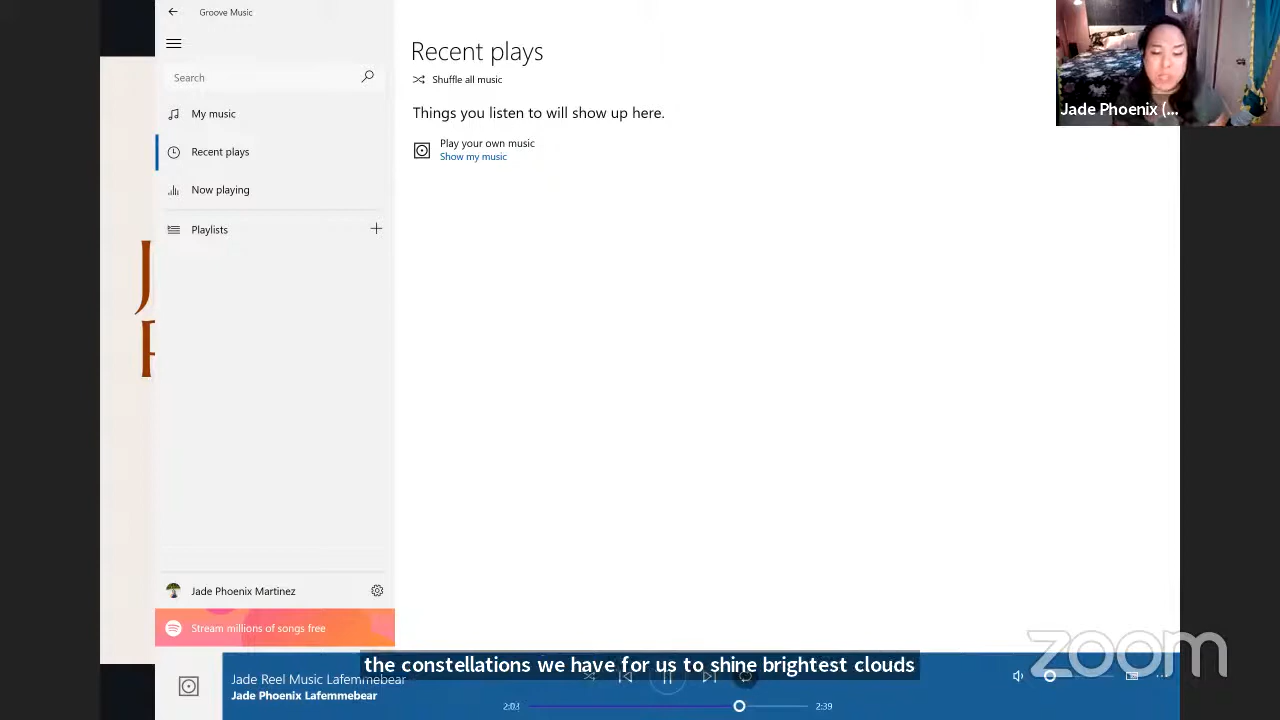 Groove Music
Search
My music
Recent plays
Now playing
Playlists
Recent plays
Shuffle all music
Things you listen to will show up here.
Play your own music
Show my music
Jade Phoenix (...
J
P
Jade Phoenix Martinez
Stream millions of songs free
the constellations we have for us to shine brightest clouds
Jade Reel Music Lafemmebear
Jade Phoenix Lafemmebear
2:39
zoom